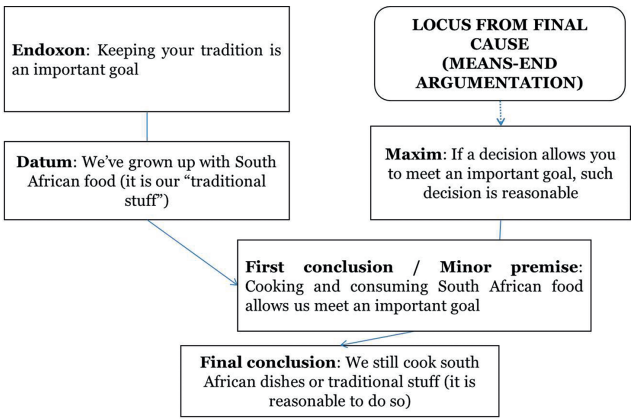 Endoxon: Keeping your tradition is
an important goal
LOCUS FROM FINAL
CAUSE
(MEANS-END
ARGUMENTATION)
Datum: We've grown up with South
African food (it is our “traditional
stuff”)
Maxim: If a decision allows you
to meet an important goal, such
decision is reasonable
First conclusion / Minor premise:
Cooking and consuming South African food
allows us meet an important goal
Final conclusion: We still cook south
African dishes or traditional stuff (it is
reasonable to do so)